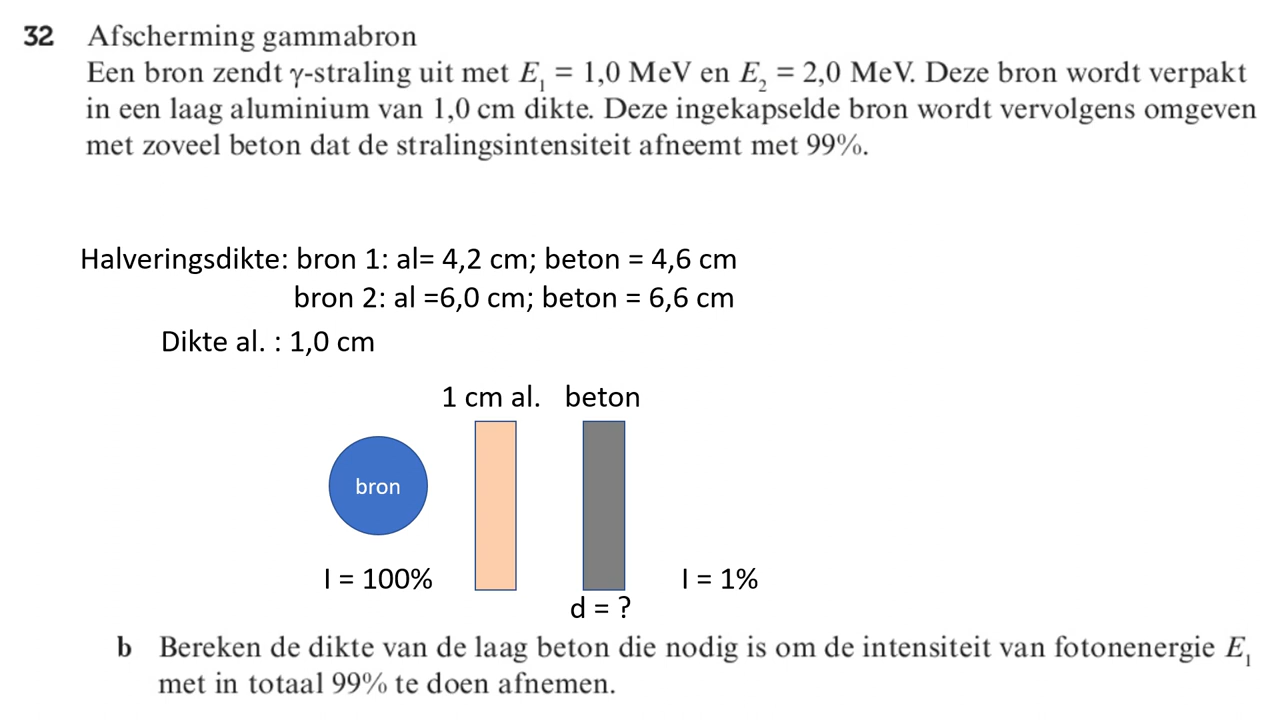 32 Afscherming gammabron
Een bron zendt γ-straling uit met E₁ = 1,0 MeV en E₂ = 2,0 MeV. Deze bron wordt verpakt
in een laag aluminium van 1,0 cm dikte. Deze ingekapselde bron wordt vervolgens omgeven
met zoveel beton dat de stralingsintensiteit afneemt met 99%.
Halveringsdikte: bron 1: al= 4,2 cm; beton = 4,6 cm
bron 2: al =6,0 cm; beton = 6,6 cm
Dikte al. : 1,0 cm
1 cm al. beton
bron
I = 100% I = 1%
d = ?
b Bereken de dikte van de laag beton die nodig is om de intensiteit van fotonenergie E₁
met in totaal 99% te doen afnemen.